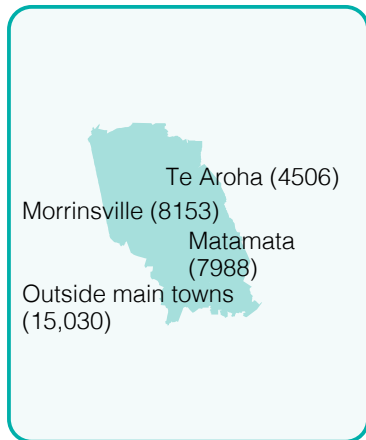 Te Aroha (4506)
Morrinsville (8153)
Matamata
(7988)
Outside main towns
(15,030)